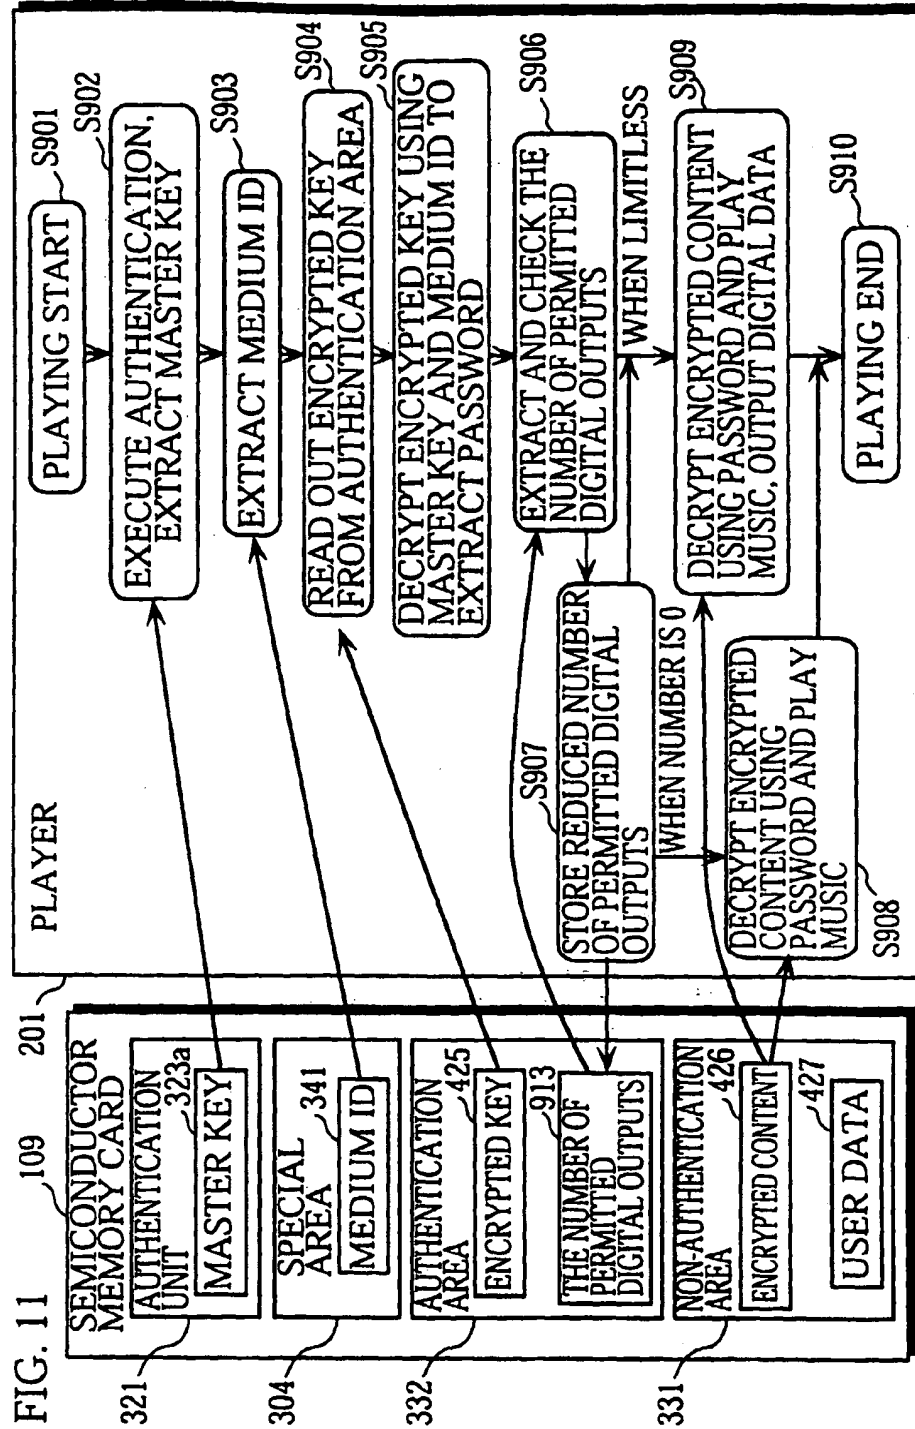 FIG. 11
109
SEMICONDUCTOR
MEMORY CARD
321
AUTHENTICATION
UNIT
323a
MASTER KEY
304
SPECIAL
AREA
341
MEDIUM ID
332
AUTHENTICATION
AREA
425
ENCRYPTED KEY
913
THE NUMBER OF
PERMITTED
DIGITAL OUTPUTS
331
NON-AUTHENTICATION
AREA
426
ENCRYPTED CONTENT
427
USER DATA
201
PLAYER
PLAYING START
S901
EXECUTE AUTHENTICATION,
EXTRACT MASTER KEY
S902
EXTRACT MEDIUM ID
S903
READ OUT ENCRYPTED KEY
FROM AUTHENTICATION AREA
S904
DECRYPT ENCRYPTED KEY USING
MASTER KEY AND MEDIUM ID TO
EXTRACT PASSWORD
S905
EXTRACT AND CHECK THE
NUMBER OF PERMITTED
DIGITAL OUTPUTS
S906
WHEN LIMITLESS
S907
STORE REDUCED NUMBER
OF PERMITTED DIGITAL
OUTPUTS
WHEN NUMBER IS 0
DECRYPT ENCRYPTED
CONTENT USING
PASSWORD AND PLAY
MUSIC
S908
DECRYPT ENCRYPTED CONTENT
USING PASSWORD AND PLAY
MUSIC, OUTPUT DIGITAL DATA
S909
PLAYING END
S910